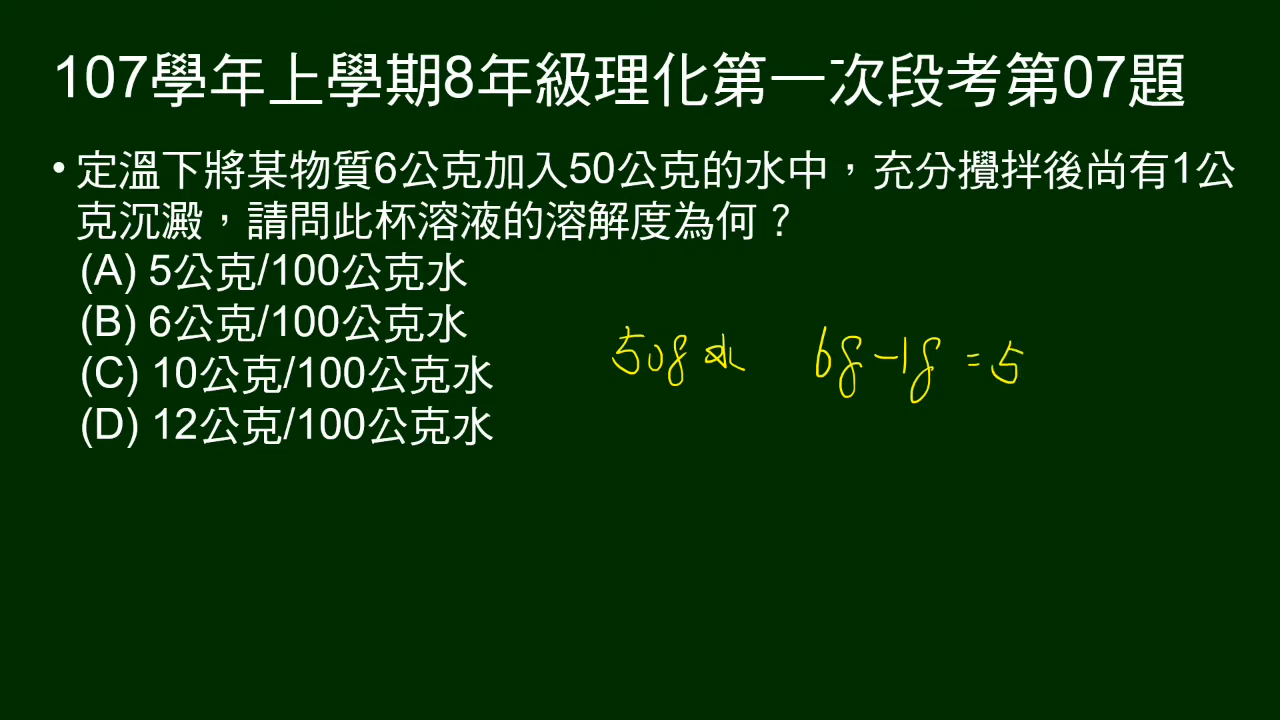 107學年上學期8年級理化第一次段考第07題
•定溫下將某物質6公克加入50公克的水中，充分攪拌後尚有1公
克沉澱，請問此杯溶液的溶解度為何？
(A) 5公克/100公克水
(B) 6公克/100公克水
(C) 10公克/100公克水
(D) 12公克/100公克水
50g 水 6g-1g=5